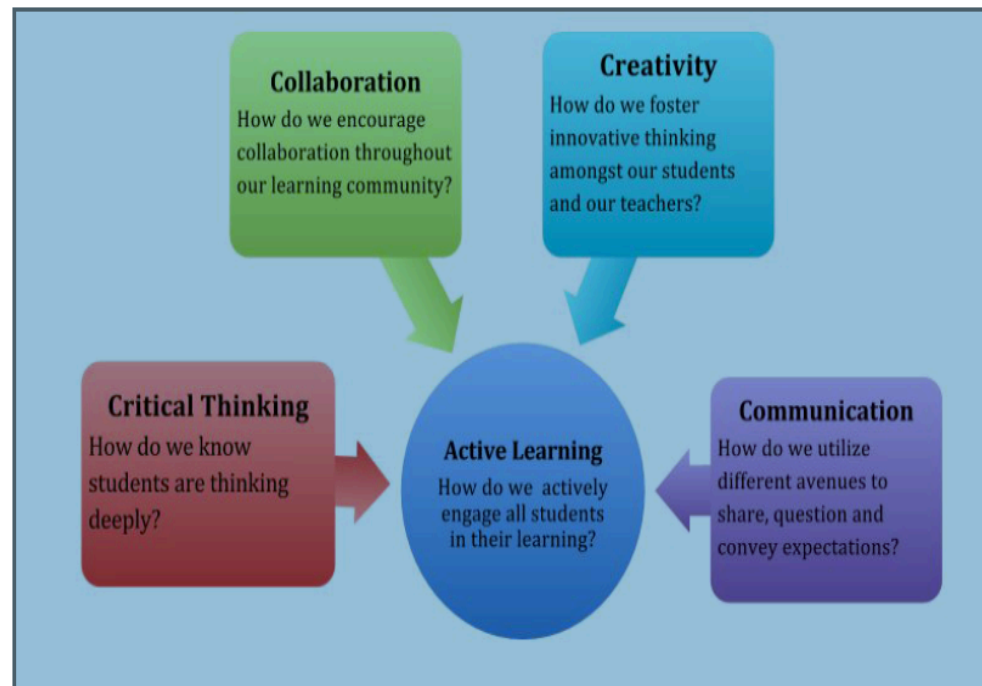 Collaboration
How do we encourage
collaboration throughout
our learning community?
Creativity
How do we foster
innovative thinking
amongst our students
and our teachers?
Critical Thinking
How do we know
students are thinking
deeply?
Active Learning
How do we actively
engage all students
in their learning?
Communication
How do we utilize
different avenues to
share, question and
convey expectations?